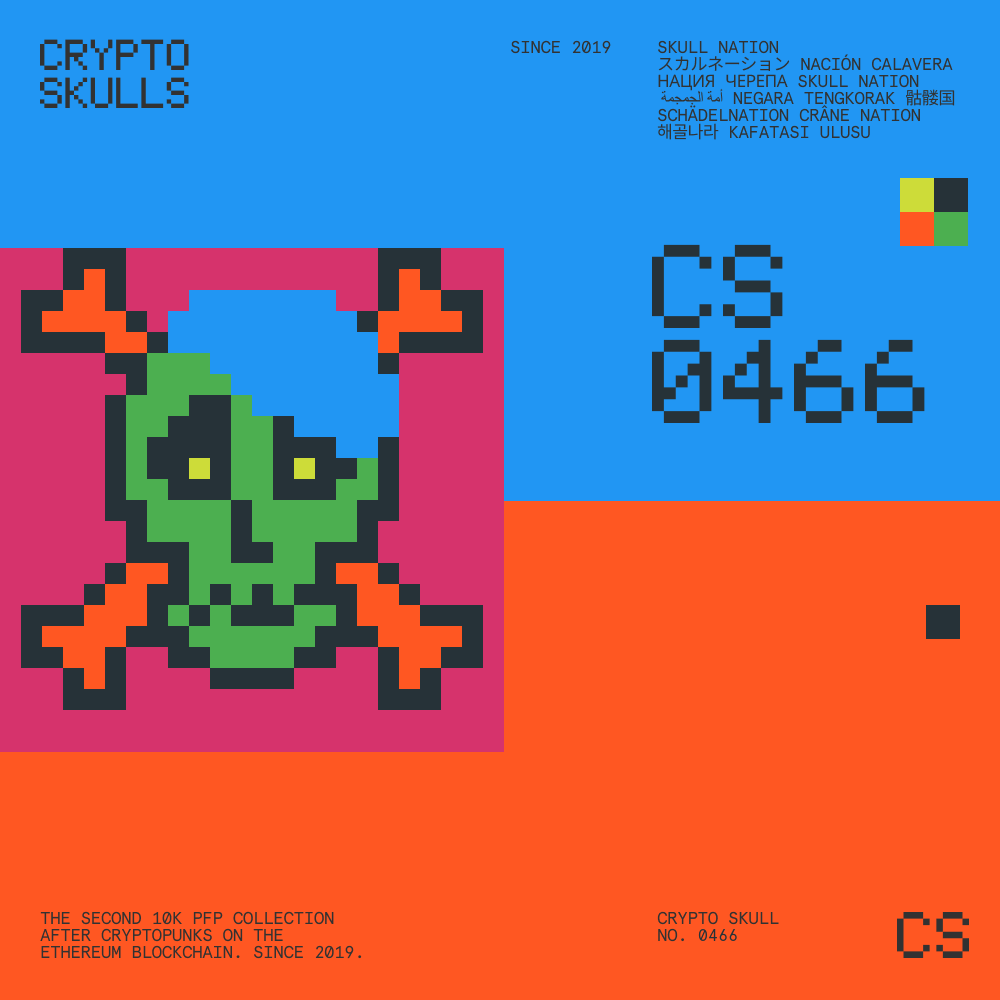 CRYPTO
SKULLS
SINCE 2019
SKULL NATION
スカルネーション NACIÓN CALAVERA
НАЦИЯ ЧЕРЕПА SKULL NATION
أمة الجمجمة NEGARA TENGKORAK 骷髅国
SCHÄDELNATION CRÂNE NATION
해골나라 KAFATASI ULUSU
CS
0466
THE SECOND 10K PFP COLLECTION
AFTER CRYPTOPUNKS ON THE
ETHEREUM BLOCKCHAIN. SINCE 2019.
CRYPTO SKULL
NO. 0466
CS